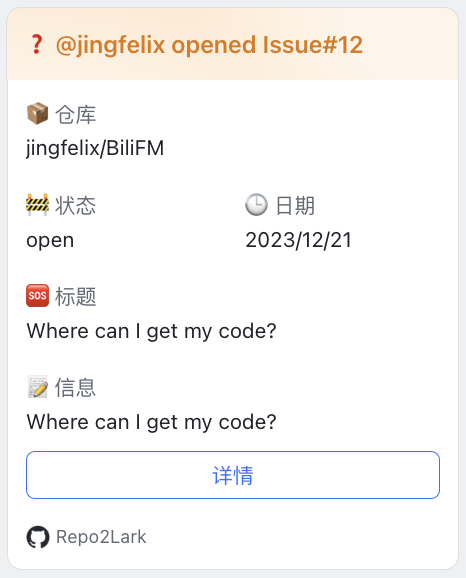 ❓ @jingfelix opened Issue#12
📦 仓库
jingfelix/BiliFM
🚧 状态
open
🕒 日期
2023/12/21
🆘 标题
Where can I get my code?
📝 信息
Where can I get my code?
详情
Repo2Lark